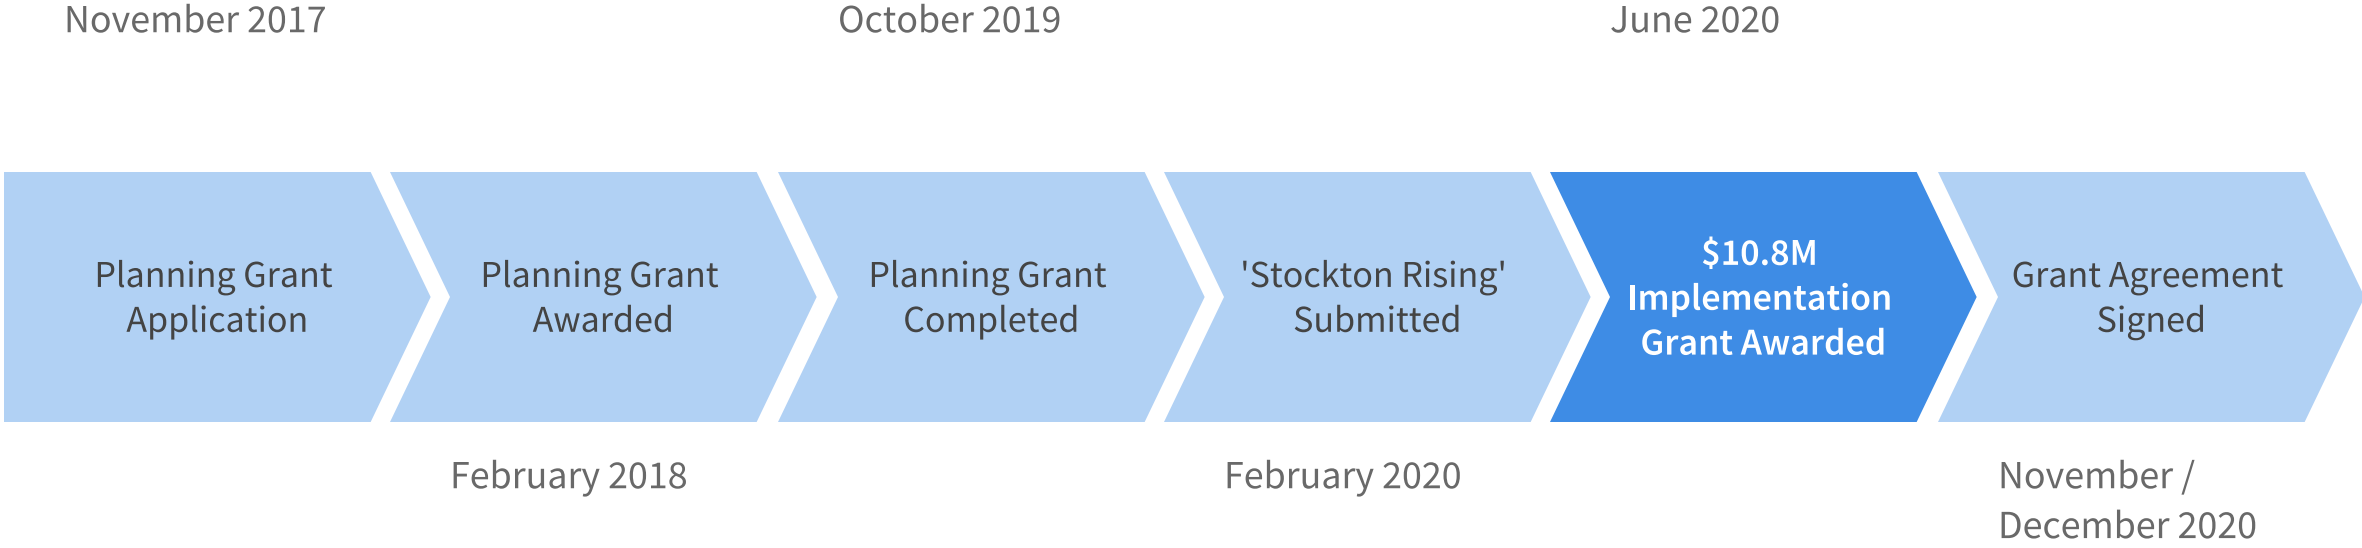 November 2017
October 2019
June 2020
Planning Grant
Application
Planning Grant
Awarded
Planning Grant
Completed
'Stockton Rising'
Submitted
$10.8M
Implementation
Grant Awarded
Grant Agreement
Signed
February 2018
February 2020
November /
December 2020